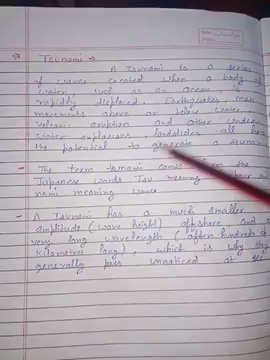 Tsunami →
A Tsunami is a series
of waves created when a body of
water, such as an ocean is
rapidly displaced. Earthquakes, mass
movements above or below water,
volcanic eruption and other under
water explosions, landslides all have
the potential to generate a tsunami
- The term tsunami comes from the
Japanese words Tsu meaning harbour and
nami meaning wave
- A Tsunami has a much smaller
amplitude (wave height) offshore and a
very long wavelength (often hundreds of
kilometres long), which is why they
generally pass unnoticed at sea